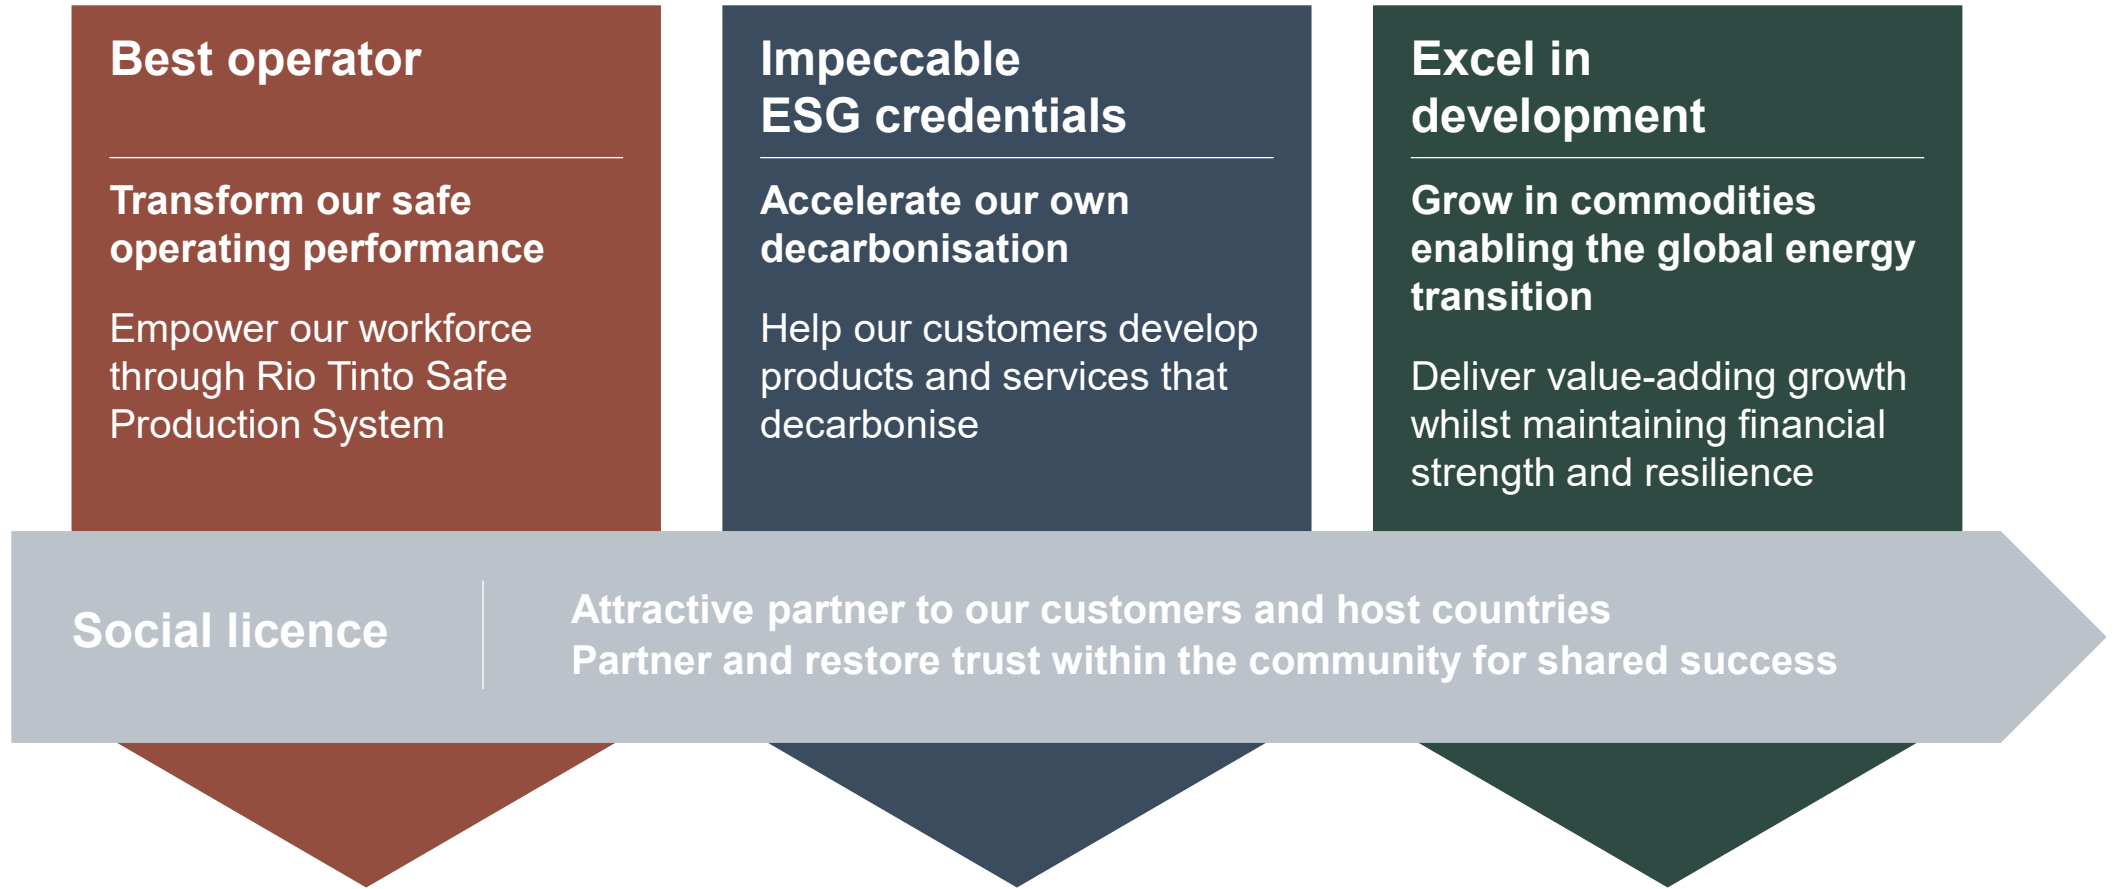 Best operator
Transform our safe
operating performance
Empower our workforce
through Rio Tinto Safe
Production System
Impeccable
ESG credentials
Accelerate our own
decarbonisation
Help our customers develop
products and services that
decarbonise
Excel in
development
Grow in commodities
enabling the global energy
transition
Deliver value-adding growth
whilst maintaining financial
strength and resilience
Social licence
Attractive partner to our customers and host countries
Partner and restore trust within the community for shared success